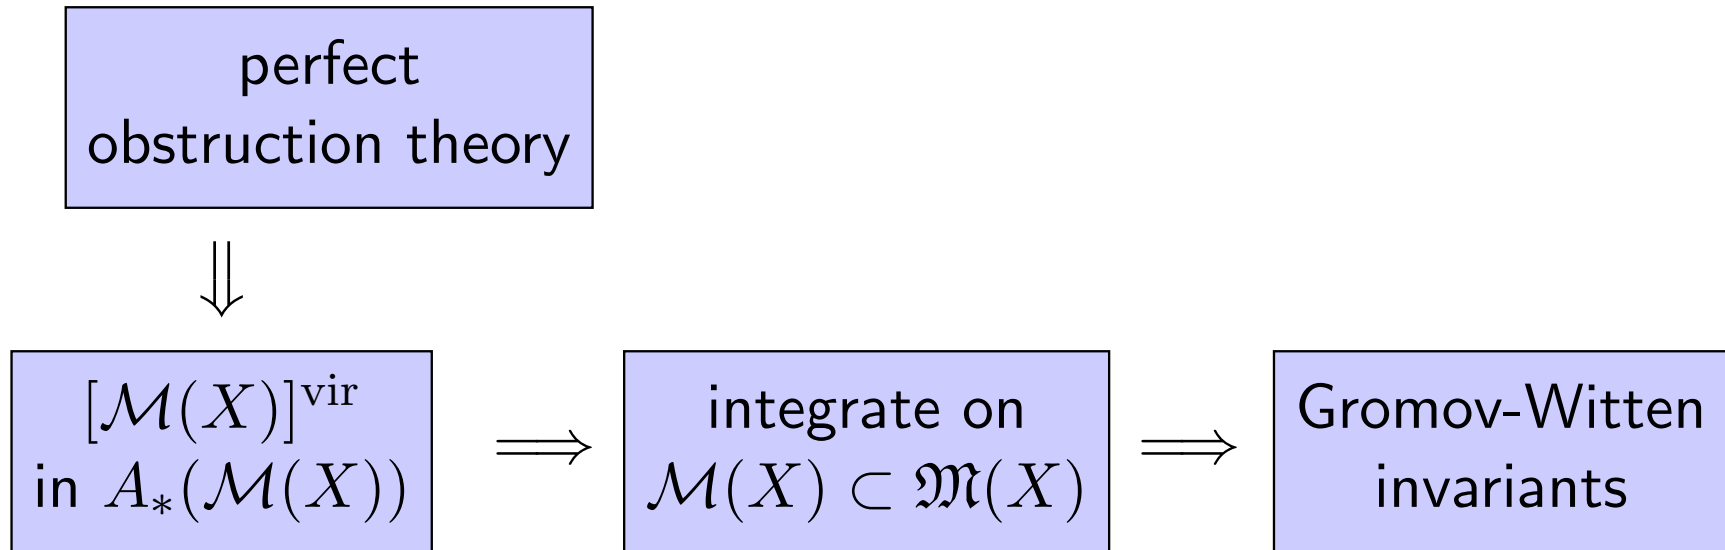 perfect
obstruction theory
⇓
[ℳ(X)]^vir
in A_*(ℳ(X))
⟹
integrate on
ℳ(X) ⊂ 𝔐(X)
⟹
Gromov-Witten
invariants